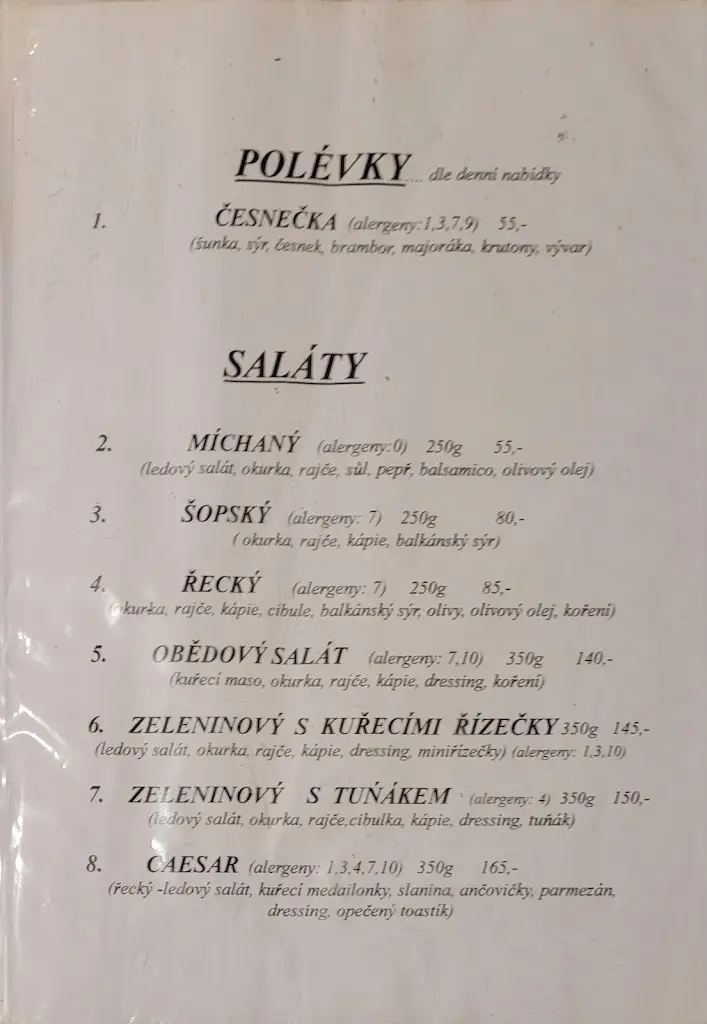 POLÉVKY.... dle denní nabídky
1. ČESNEČKA (alergeny:1,3,7,9) 55,-
(šunka, sýr, česnek, brambor, majoráka, krutony, vývar)
SALÁTY
2. MÍCHANÝ (alergeny:0) 250g 55,-
(ledový salát, okurka, rajče, sůl, pepř, balsamico, olivový olej)
3. ŠOPSKÝ (alergeny: 7) 250g 80,-
( okurka, rajče, kápie, balkánský sýr)
4. ŘECKÝ (alergeny: 7) 250g 85,-
(okurka, rajče, kápie, cibule, balkánský sýr, olivy, olivový olej, koření)
5. OBĚDOVÝ SALÁT (alergeny: 7,10) 350g 140,-
(kuřecí maso, okurka, rajče, kápie, dressing, koření)
6. ZELENINOVÝ S KUŘECÍMI ŘÍZEČKY 350g 145,-
(ledový salát, okurka, rajče, kápie, dressing, miniřízečky) (alergeny: 1,3,10)
7. ZELENINOVÝ S TUŃÁKEM (alergeny: 4) 350g 150,-
(ledový salát, okurka, rajče,cibulka, kápie, dressing, tuňák)
8. CAESAR (alergeny: 1,3,4,7,10) 350g 165,-
(řecký -ledový salát, kuřecí medailonky, slanina, ančovičky, parmezán,
dressing, opečený toastík)